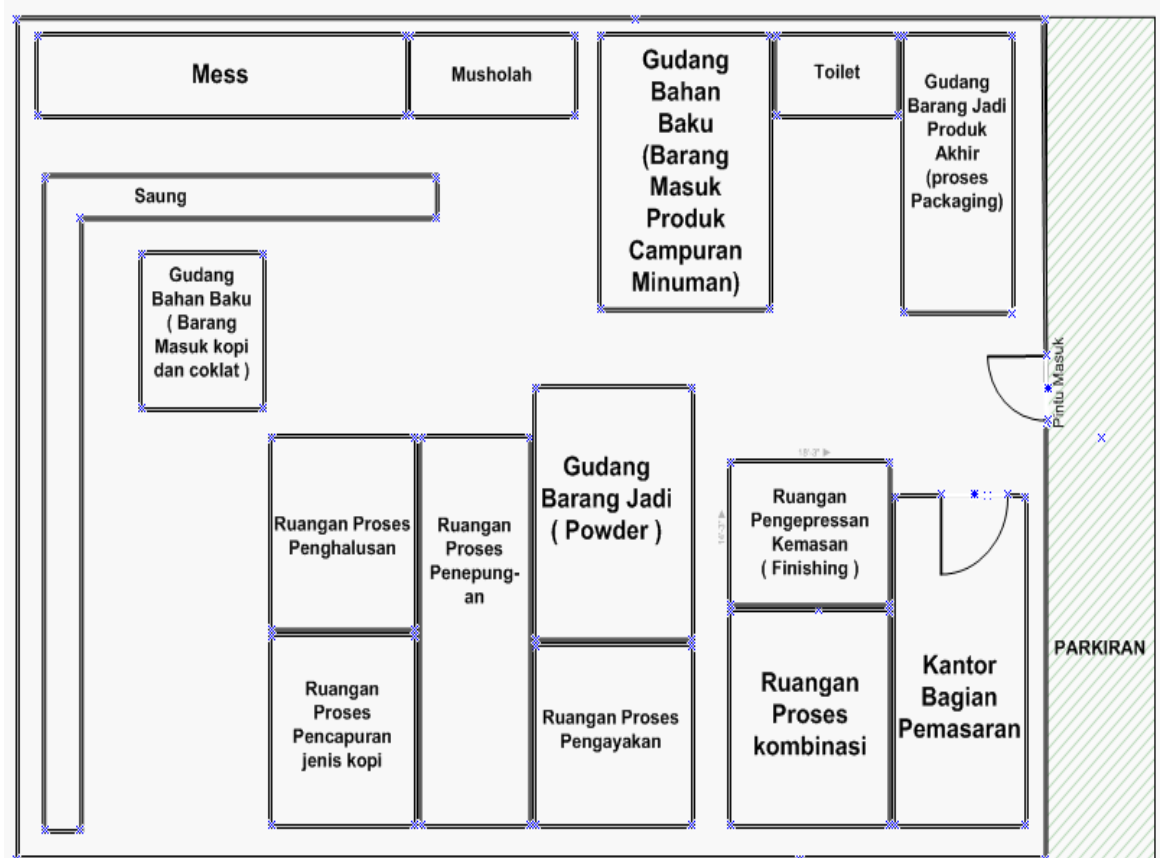 Mess
Musholah
Gudang
Bahan
Baku
(Barang
Masuk
Produk
Campuran
Minuman)
Toilet
Gudang
Barang Jadi
Produk
Akhir
(proses
Packaging)
Saung
Gudang
Bahan Baku
( Barang
Masuk kopi
dan coklat )
Pintu Masuk
Ruangan Proses
Penghalusan
Ruangan
Proses
Penepung-
an
Gudang
Barang Jadi
( Powder )
Ruangan
Pengepressan
Kemasan
( Finishing )
Ruangan
Proses
Pencapuran
jenis kopi
Ruangan Proses
Pengayakan
Ruangan
Proses
kombinasi
Kantor
Bagian
Pemasaran
PARKIRAN